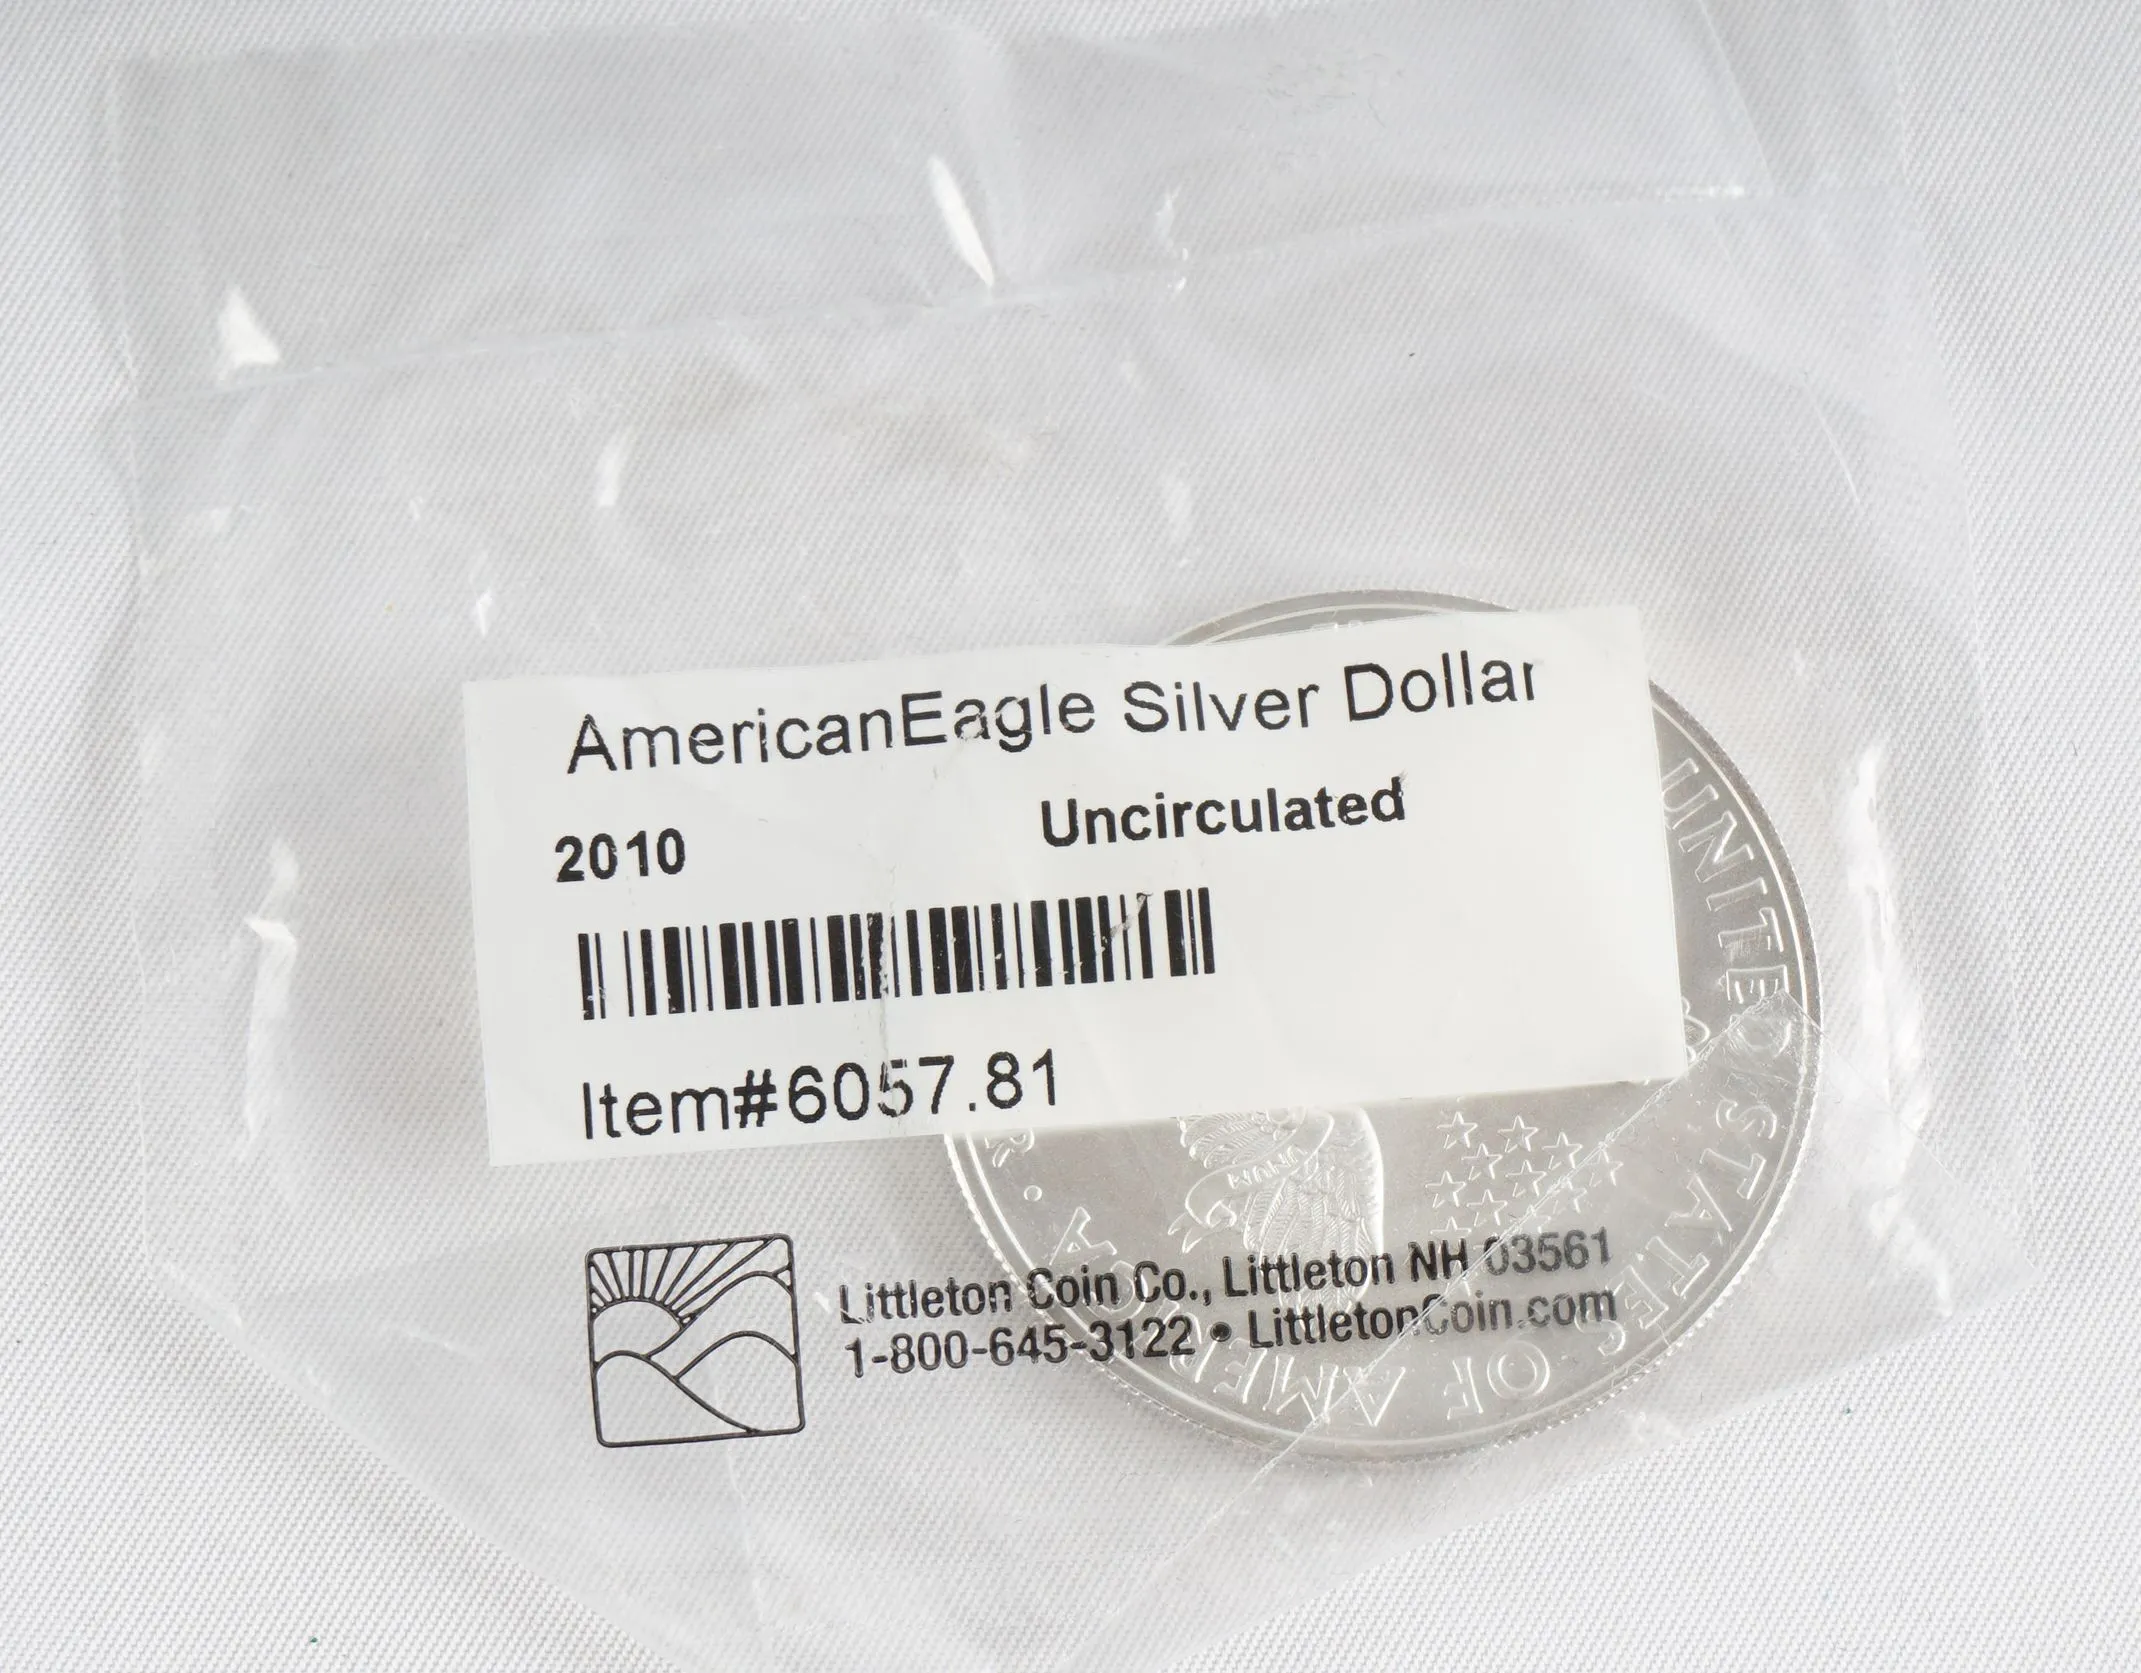 AmericanEagle Silver Dollar
2010 Uncirculated
Item#6057.81
Littleton Coin Co., Littleton NH 03561
1-800-645-3122 • LittletonCoin.com
UNITED STATES OF AMERICA